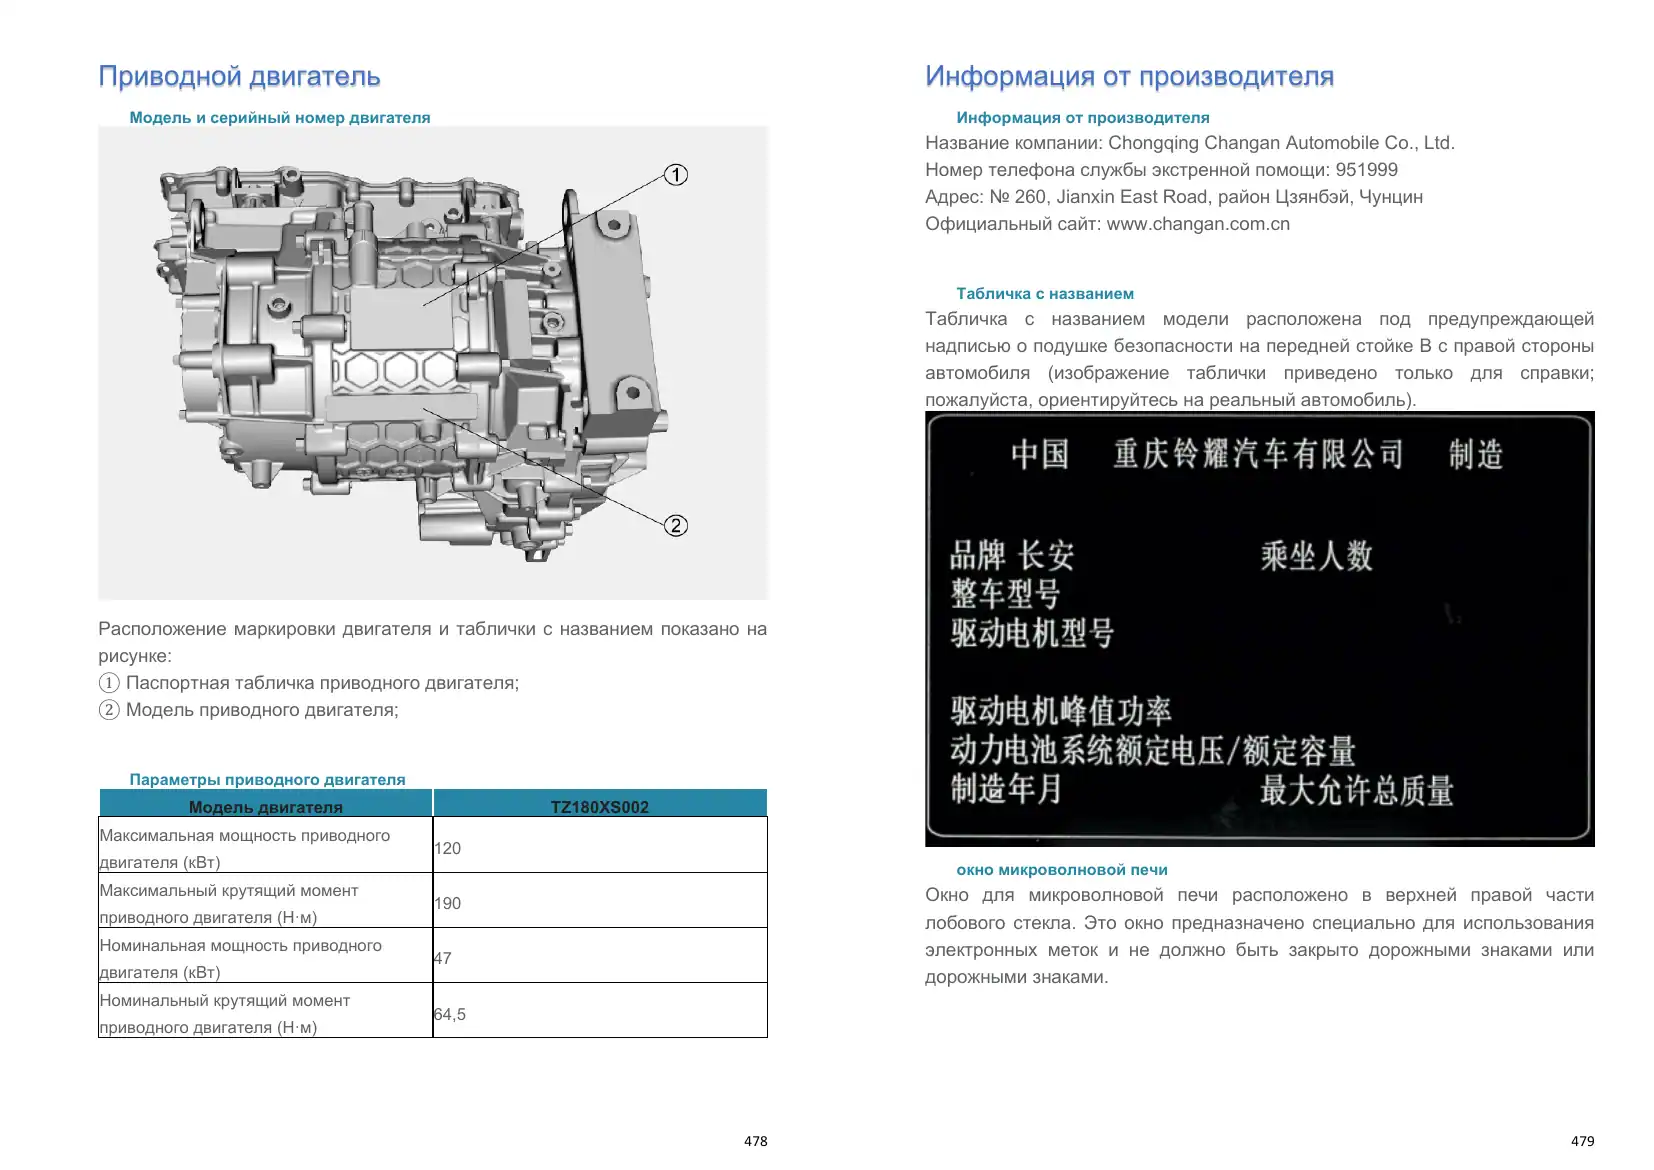 Приводной двигатель
Модель и серийный номер двигателя
1
2
Расположение маркировки двигателя и таблички с названием показано на
рисунке:
① Паспортная табличка приводного двигателя;
② Модель приводного двигателя;
Параметры приводного двигателя
Модель двигателя TZ180XS002
Максимальная мощность приводного
двигателя (кВт)
120
Максимальный крутящий момент
приводного двигателя (Н·м)
190
Номинальная мощность приводного
двигателя (кВт)
47
Номинальный крутящий момент
приводного двигателя (Н·м)
64,5
478
Информация от производителя
Информация от производителя
Название компании: Chongqing Changan Automobile Co., Ltd.
Номер телефона службы экстренной помощи: 951999
Адрес: № 260, Jianxin East Road, район Цзянбэй, Чунцин
Официальный сайт: www.changan.com.cn
Табличка с названием
Табличка с названием модели расположена под предупреждающей
надписью о подушке безопасности на передней стойке B с правой стороны
автомобиля (изображение таблички приведено только для справки;
пожалуйста, ориентируйтесь на реальный автомобиль).
中国 重庆铃耀汽车有限公司 制造
品牌 长安 乘坐人数
整车型号
驱动电机型号
驱动电机峰值功率
动力电池系统额定电压/额定容量
制造年月 最大允许总质量
окно микроволновой печи
Окно для микроволновой печи расположено в верхней правой части
лобового стекла. Это окно предназначено специально для использования
электронных меток и не должно быть закрыто дорожными знаками или
дорожными знаками.
479